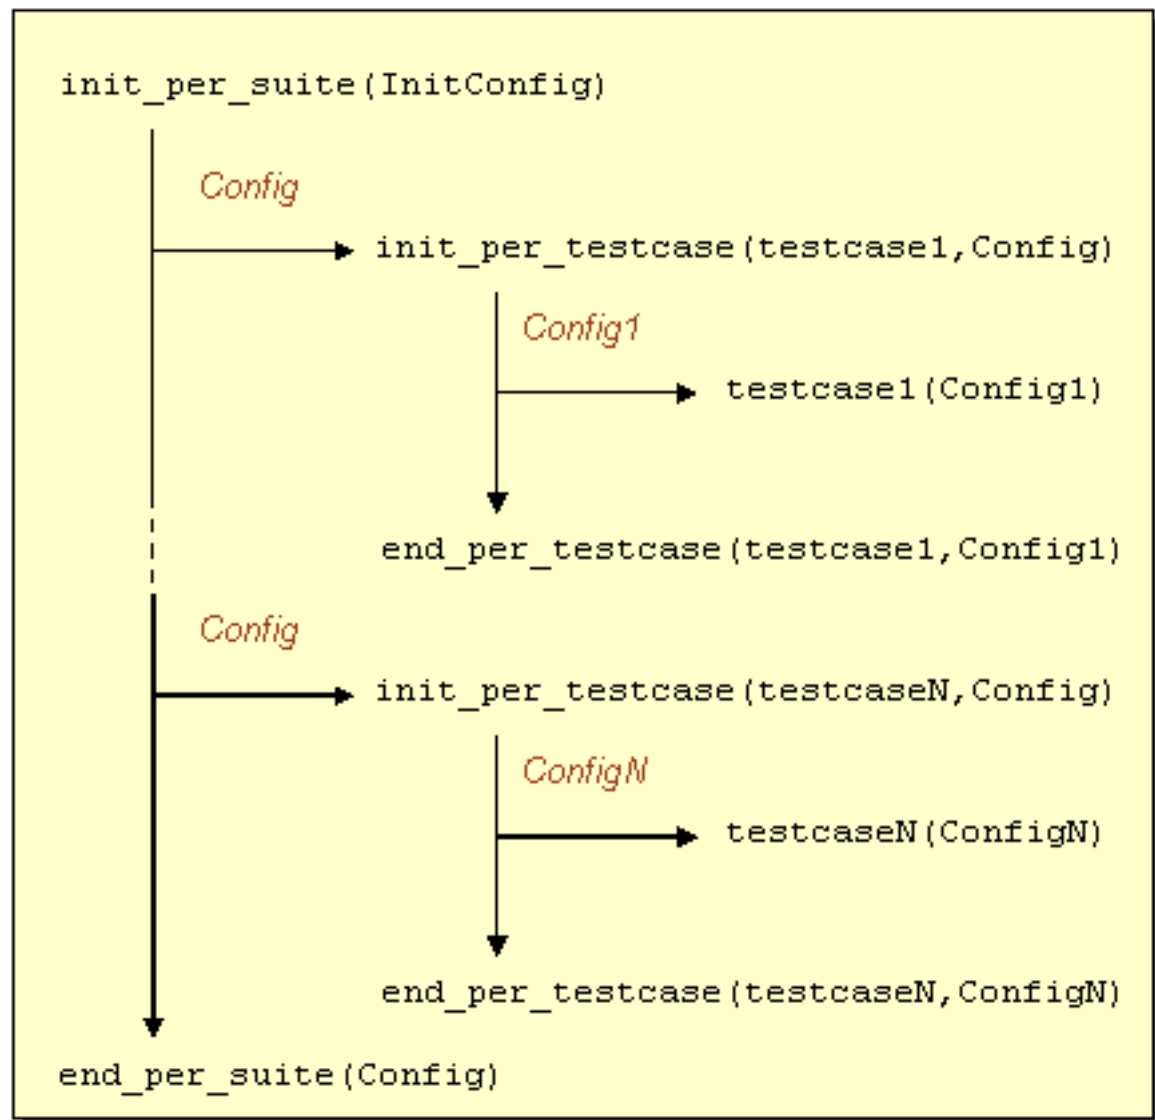 init_per_suite(InitConfig)
Config
init_per_testcase(testcase1,Config)
Config1
testcase1(Config1)
end_per_testcase(testcase1,Config1)
Config
init_per_testcase(testcaseN,Config)
ConfigN
testcaseN(ConfigN)
end_per_testcase(testcaseN,ConfigN)
end_per_suite(Config)